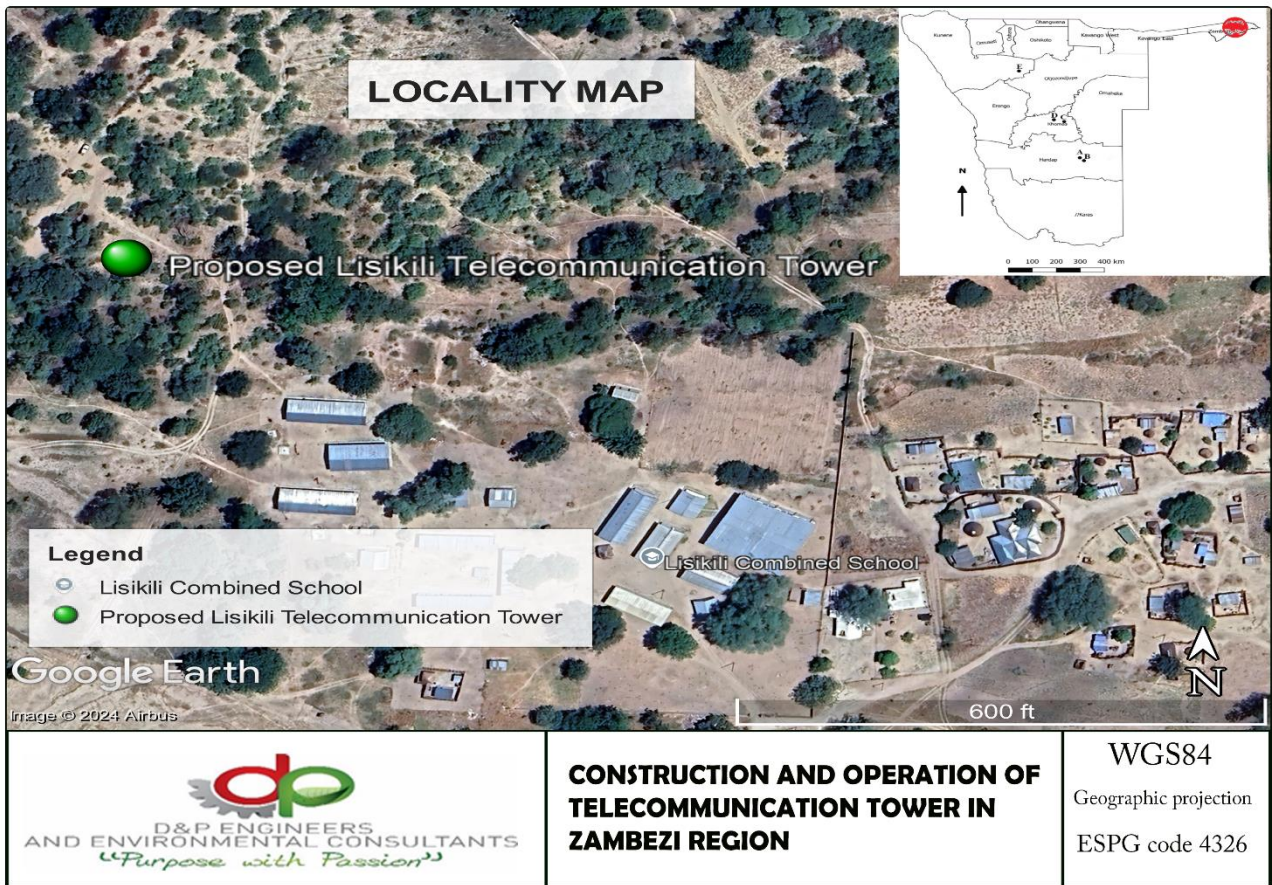 LOCALITY MAP
Proposed Lisikili Telecommunication Tower
Lisikili Combined School
Legend
Lisikili Combined School
Proposed Lisikili Telecommunication Tower
Google Earth
Image © 2024 Airbus
600 ft
N
Ohangwena
Kunene
Oshikoto
Kavango West
Kavango East
E
Otjozondjupa
Omaheke
Erongo
D C
Khomas
A
B
Hardap
//Karas
N
0 100 200 300 400 km
dp
D&P ENGINEERS
AND ENVIRONMENTAL CONSULTANTS
“Purpose with Passion”
CONSTRUCTION AND OPERATION OF
TELECOMMUNICATION TOWER IN
ZAMBEZI REGION
WGS84
Geographic projection
ESPG code 4326